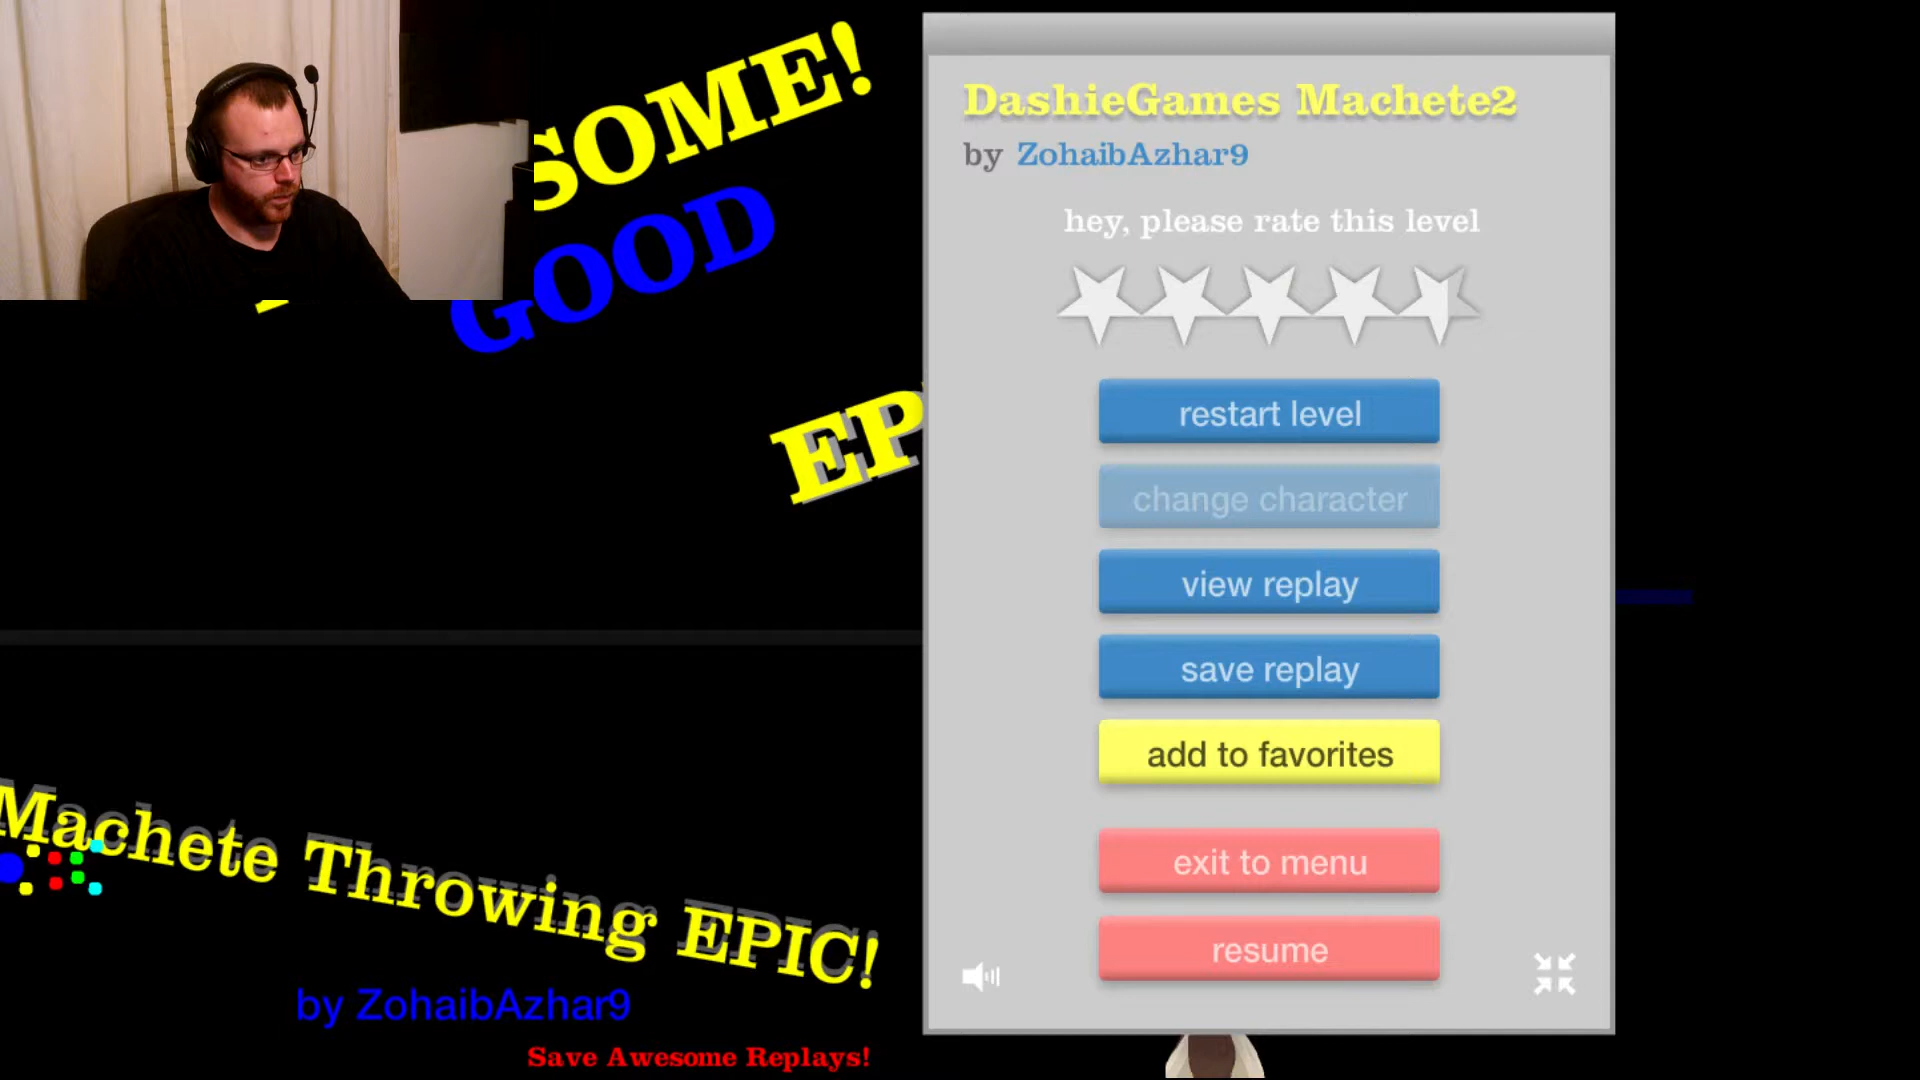 SOME!
GOOD
EP
DashieGames Machete2
by ZohaibAzhar9
hey, please rate this level
restart level
change character
view replay
save replay
add to favorites
exit to menu
resume
Machete Throwing EPIC!
by ZohaibAzhar9
Save Awesome Replays!